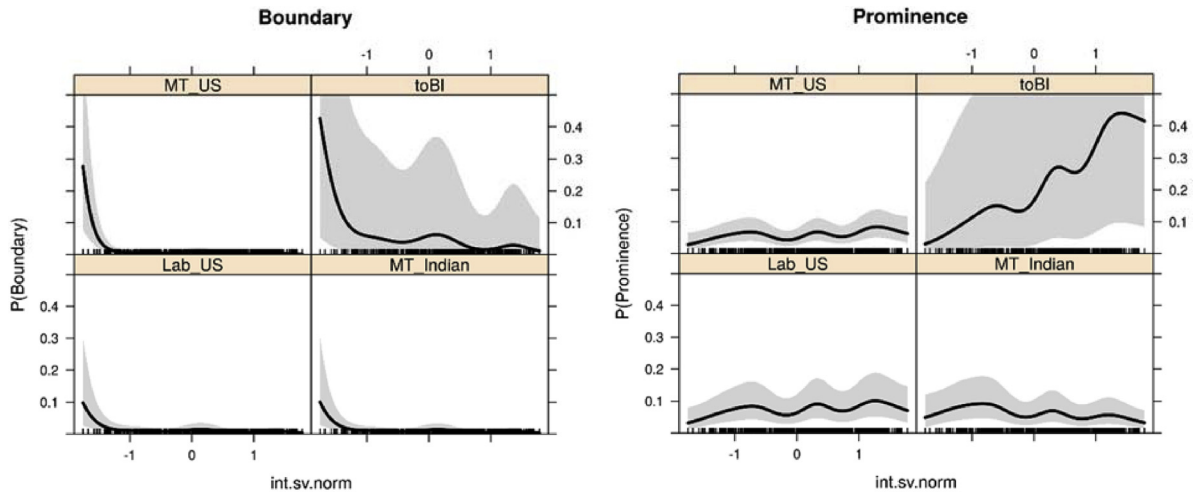 Boundary
-1 0 1
MT_US toBI
0.4
0.3
0.2
0.1
P(Boundary)
Lab_US MT_Indian
0.4
0.3
0.2
0.1
-1 0 1
int.sv.norm
Prominence
-1 0 1
MT_US toBI
0.4
0.3
0.2
0.1
P(Prominence)
Lab_US MT_Indian
0.4
0.3
0.2
0.1
-1 0 1
int.sv.norm